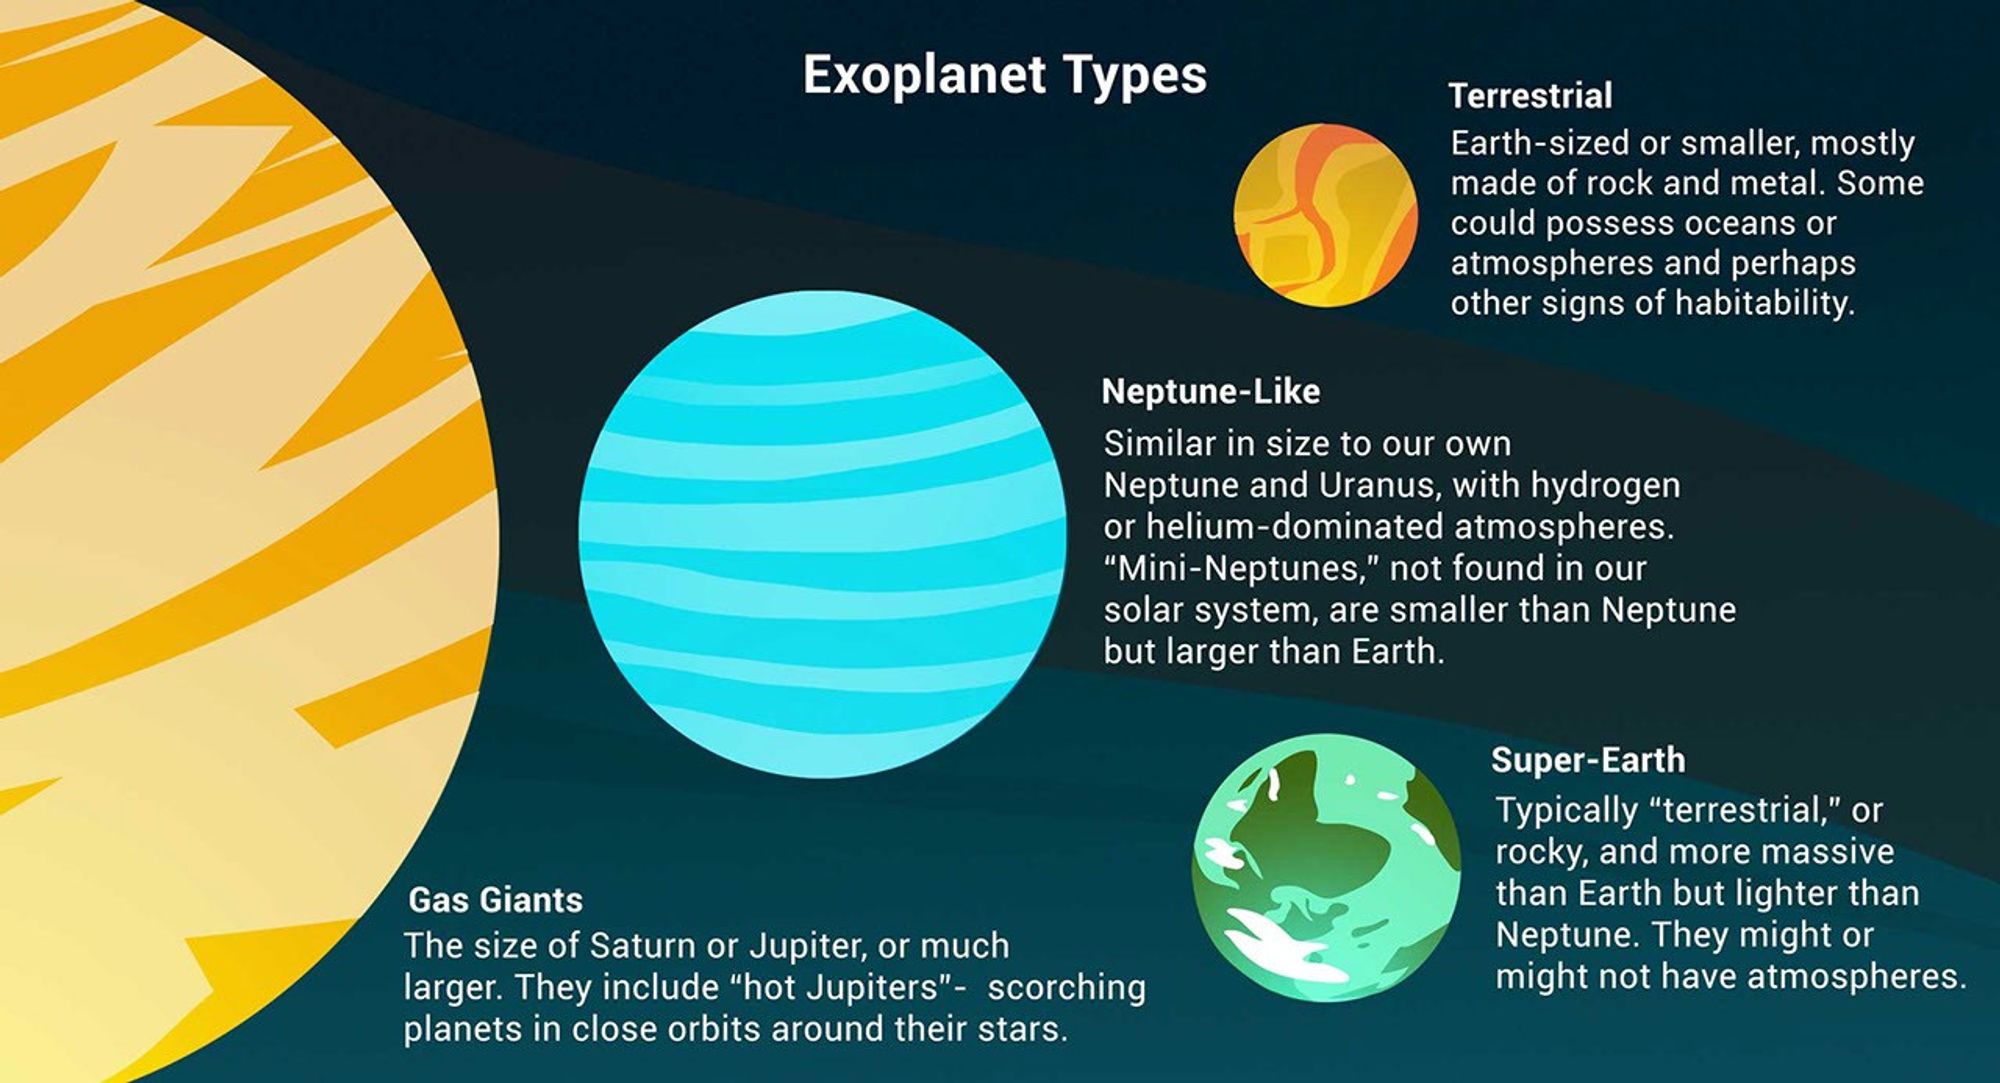 Exoplanet Types
Terrestrial
Earth-sized or smaller, mostly
made of rock and metal. Some
could possess oceans or
atmospheres and perhaps
other signs of habitability.
Neptune-Like
Similar in size to our own
Neptune and Uranus, with hydrogen
or helium-dominated atmospheres.
“Mini-Neptunes,” not found in our
solar system, are smaller than Neptune
but larger than Earth.
Super-Earth
Typically “terrestrial,” or
rocky, and more massive
than Earth but lighter than
Neptune. They might or
might not have atmospheres.
Gas Giants
The size of Saturn or Jupiter, or much
larger. They include “hot Jupiters”-  scorching
planets in close orbits around their stars.